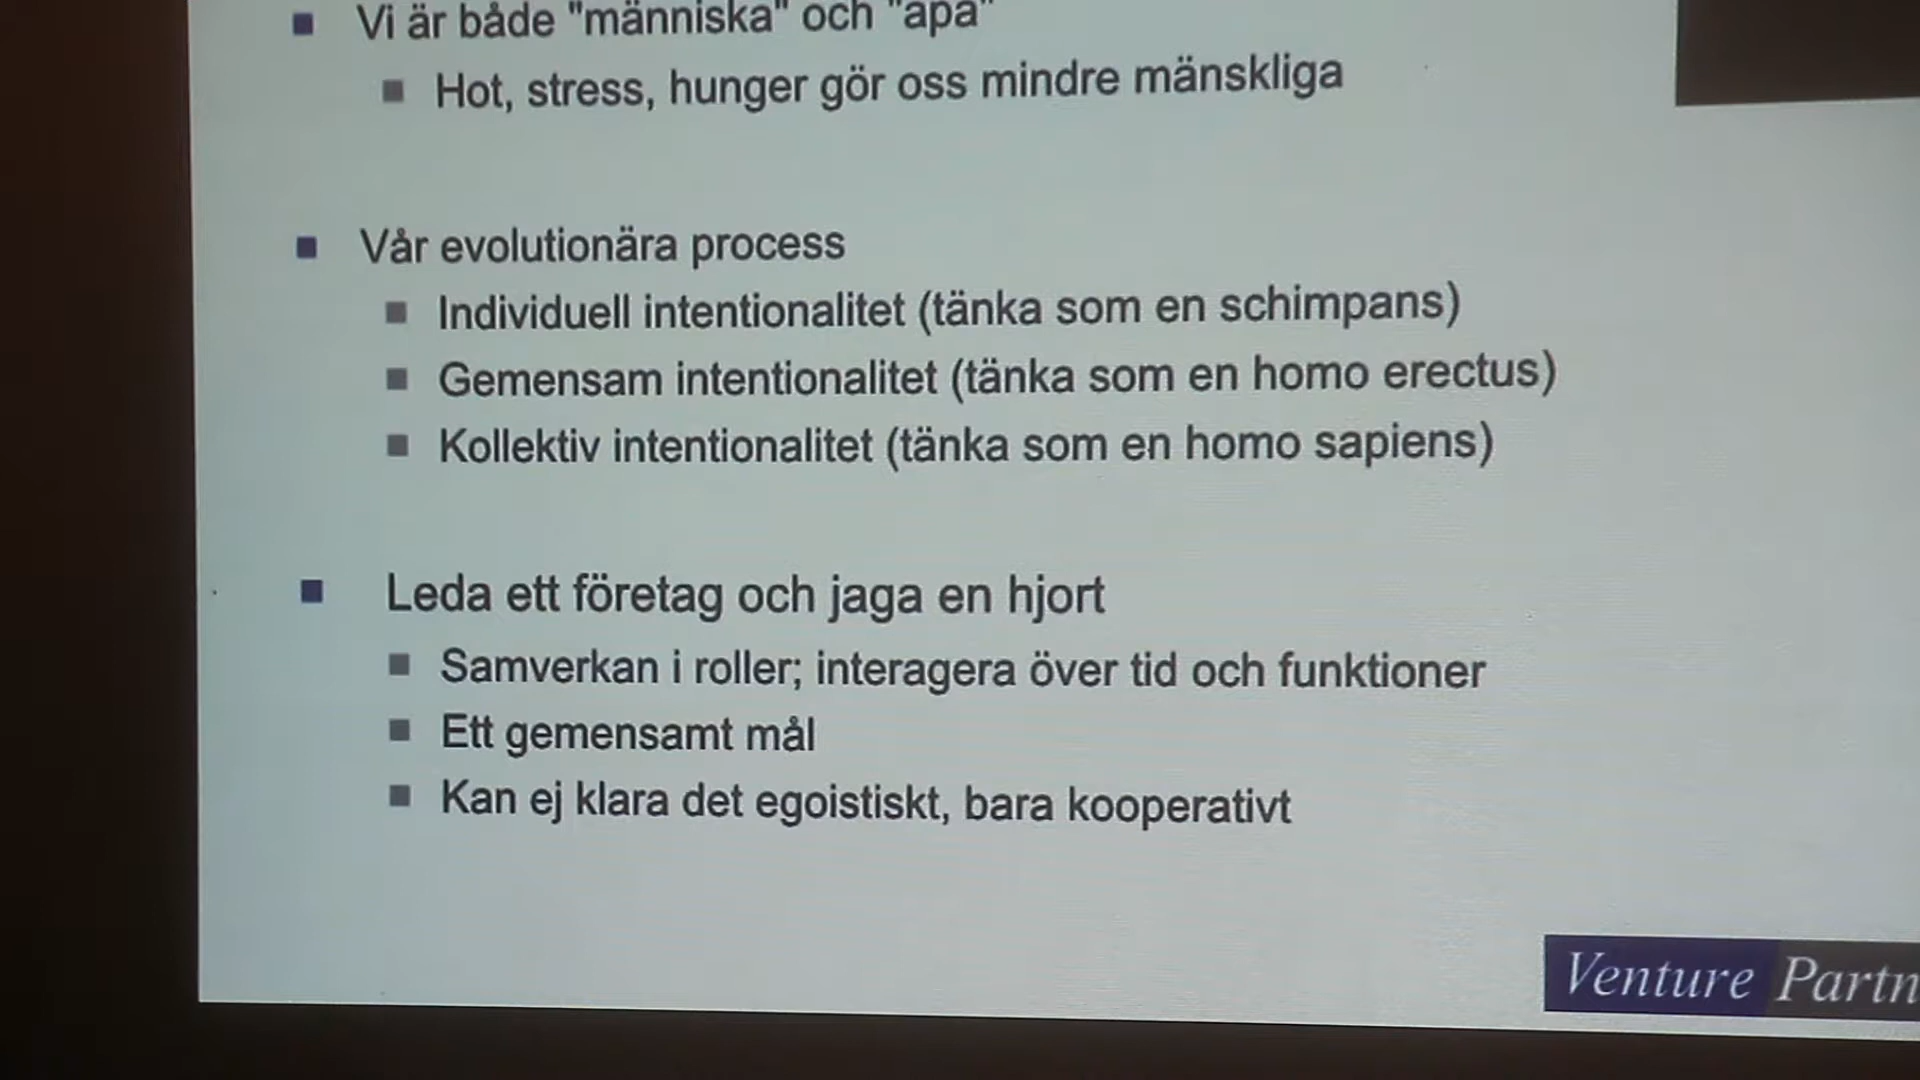 Vi är både "människa" och "apa"
Hot, stress, hunger gör oss mindre mänskliga
Vår evolutionära process
Individuell intentionalitet (tänka som en schimpans)
Gemensam intentionalitet (tänka som en homo erectus)
Kollektiv intentionalitet (tänka som en homo sapiens)
Leda ett företag och jaga en hjort
Samverkan i roller; interagera över tid och funktioner
Ett gemensamt mål
Kan ej klara det egoistiskt, bara kooperativt
Venture Partn